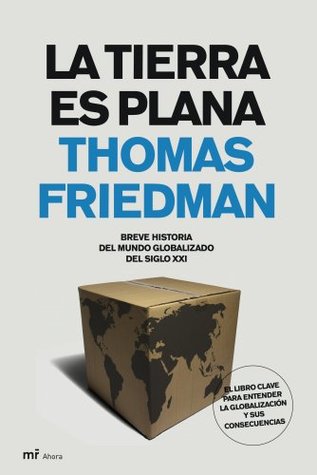 LA TIERRA
ES PLANA
THOMAS
FRIEDMAN
BREVE HISTORIA
DEL MUNDO GLOBALIZADO
DEL SIGLO XXI
EL LIBRO CLAVE
PARA ENTENDER
LA GLOBALIZACIÓN
Y SUS
CONSECUENCIAS
mr Ahora